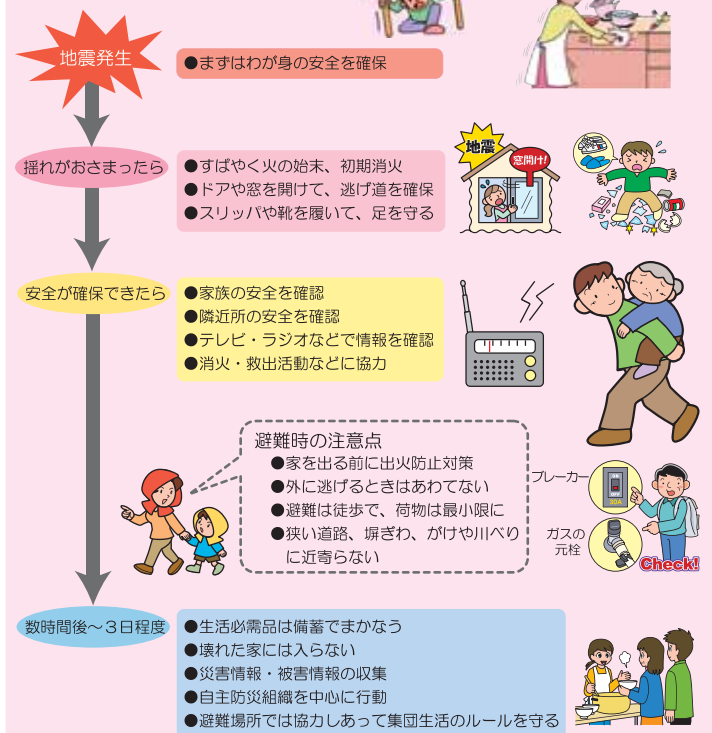 地震発生
●まずはわが身の安全を確保
揺れがおさまったら
●すばやく火の始末、初期消火
●ドアや窓を開けて、逃げ道を確保
●スリッパや靴を履いて、足を守る
地震
窓開け!
安全が確保できたら
●家族の安全を確認
●隣近所の安全を確認
●テレビ・ラジオなどで情報を確認
●消火・救出活動などに協力
避難時の注意点
●家を出る前に出火防止対策
●外に逃げるときはあわてない
●避難は徒歩で、荷物は最小限に
●狭い道路、塀ぎわ、がけや川べり
に近寄らない
ブレーカー
30A
ガスの
元栓
Check!
数時間後～3日程度
●生活必需品は備蓄でまかなう
●壊れた家には入らない
●災害情報・被害情報の収集
●自主防災組織を中心に行動
●避難場所では協力しあって集団生活のルールを守る